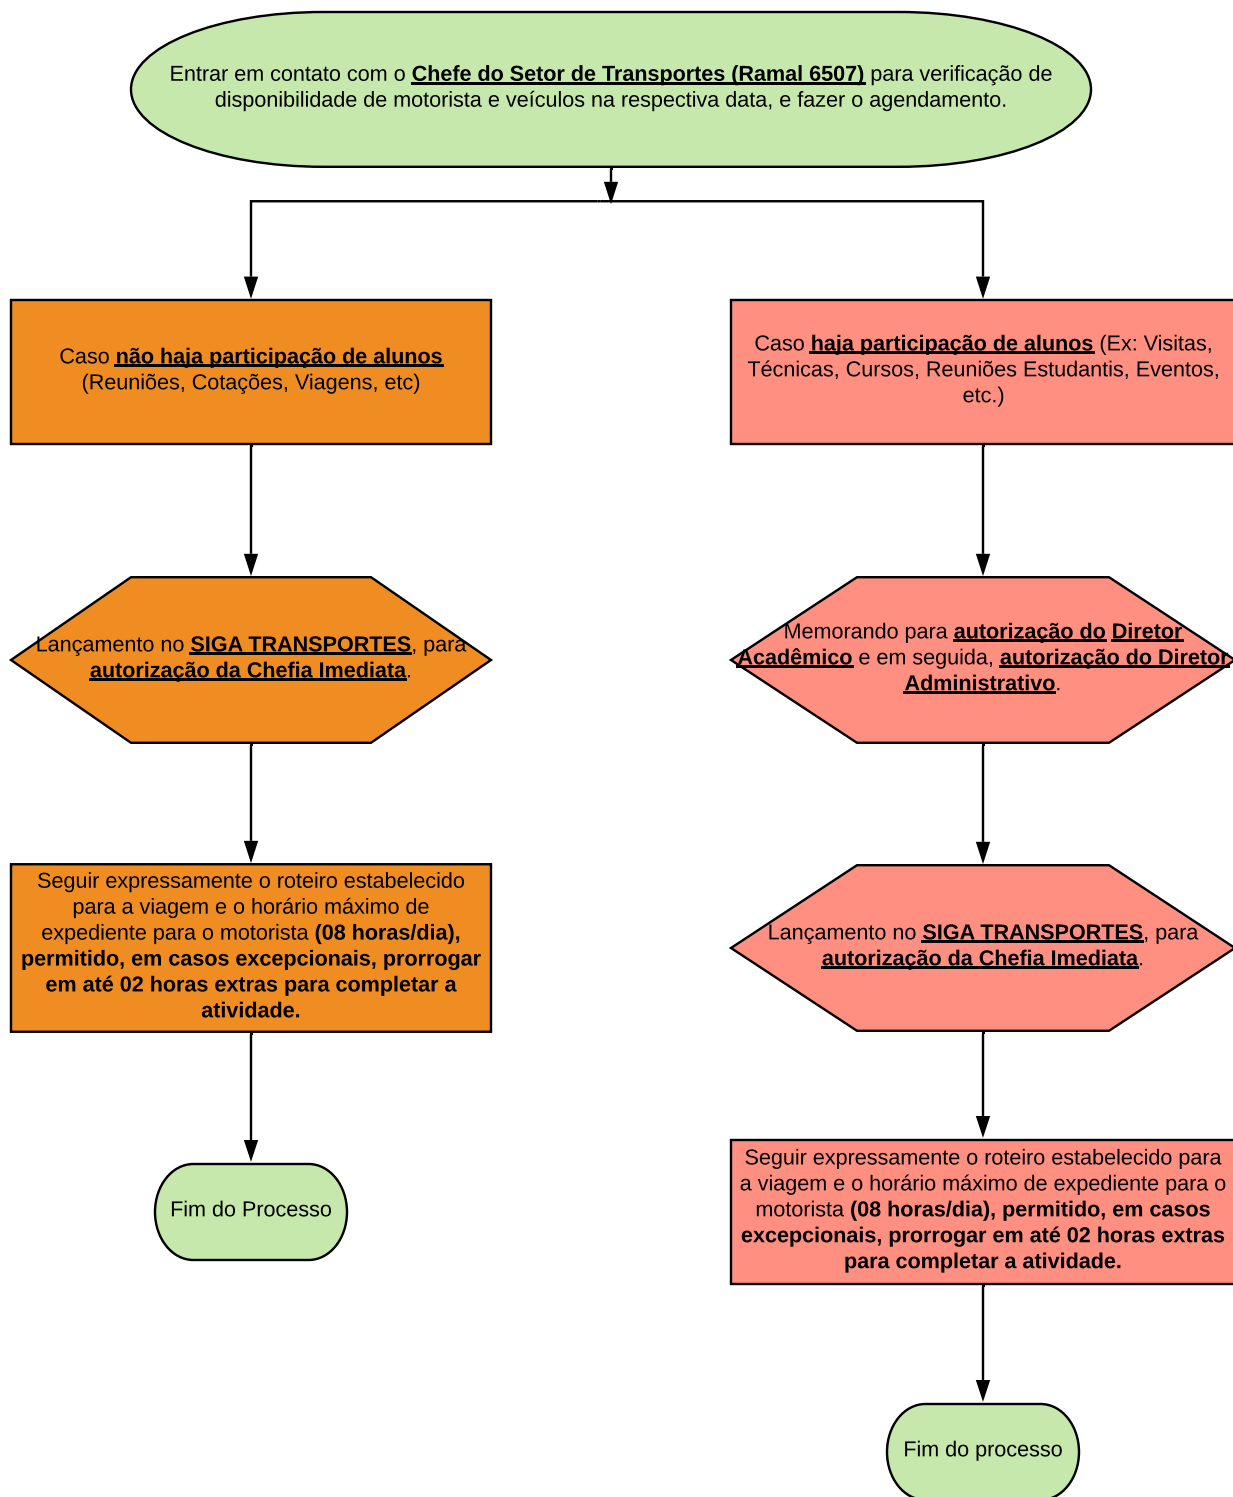 Entrar em contato com o Chefe do Setor de Transportes (Ramal 6507) para verificação de
disponibilidade de motorista e veículos na respectiva data, e fazer o agendamento.
Caso não haja participação de alunos
(Reuniões, Cotações, Viagens, etc)
Caso haja participação de alunos (Ex: Visitas,
Técnicas, Cursos, Reuniões Estudantis, Eventos,
etc.)
Lançamento no SIGA TRANSPORTES, para
autorização da Chefia Imediata.
Memorando para autorização do Diretor
Acadêmico e em seguida, autorização do Diretor
Administrativo.
Seguir expressamente o roteiro estabelecido
para a viagem e o horário máximo de
expediente para o motorista (08 horas/dia),
permitido, em casos excepcionais, prorrogar
em até 02 horas extras para completar a
atividade.
Lançamento no SIGA TRANSPORTES, para
autorização da Chefia Imediata.
Fim do Processo
Seguir expressamente o roteiro estabelecido para
a viagem e o horário máximo de expediente para o
motorista (08 horas/dia), permitido, em casos
excepcionais, prorrogar em até 02 horas extras
para completar a atividade.
Fim do processo